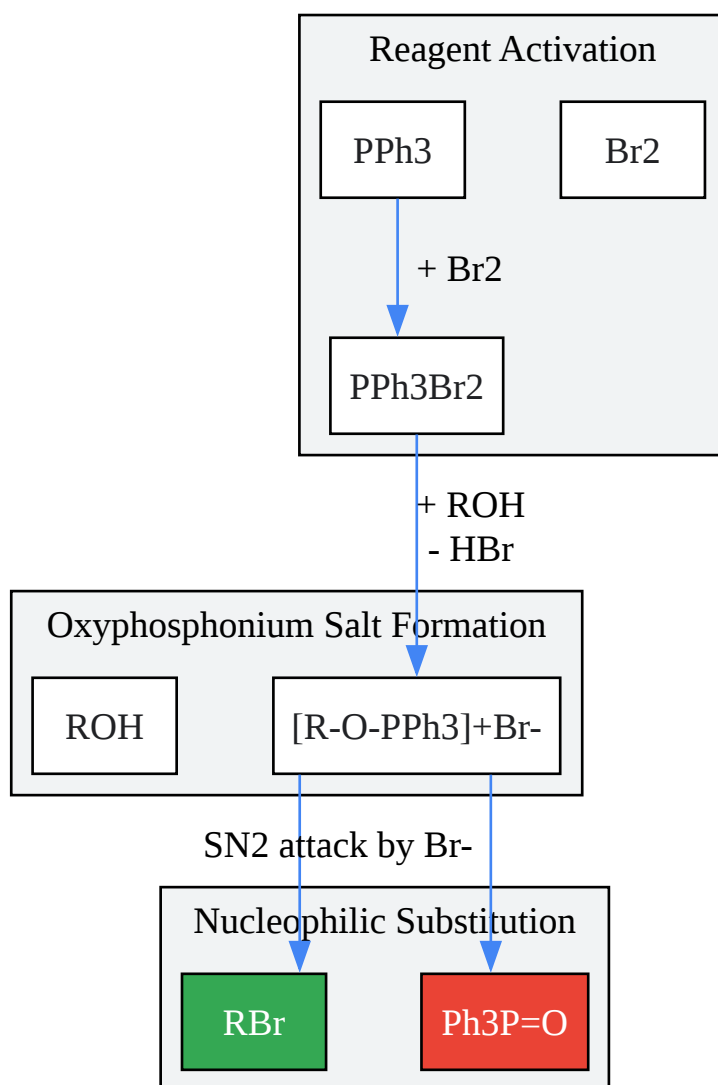 Reagent Activation
PPh3
Br2
+ Br2
PPh3Br2
+ ROH
- HBr
Oxyphosphonium Salt Formation
ROH
[R-O-PPh3]+Br-
SN2 attack by Br-
Nucleophilic Substitution
RBr
Ph3P=O